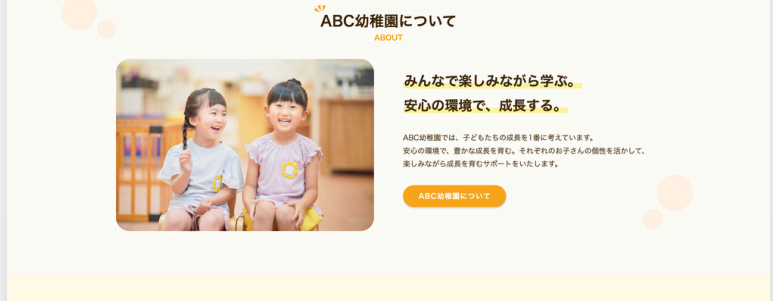 ABC幼稚園について
ABOUT
みんなで楽しみながら学ぶ。
安心の環境で、成長する。
ABC幼稚園では、子どもたちの成長を1番に考えています。
安心の環境で、豊かな成長を育む。それぞれのお子さんの個性を活かして、
楽しみながら成長を育むサポートをいたします。
ABC幼稚園について